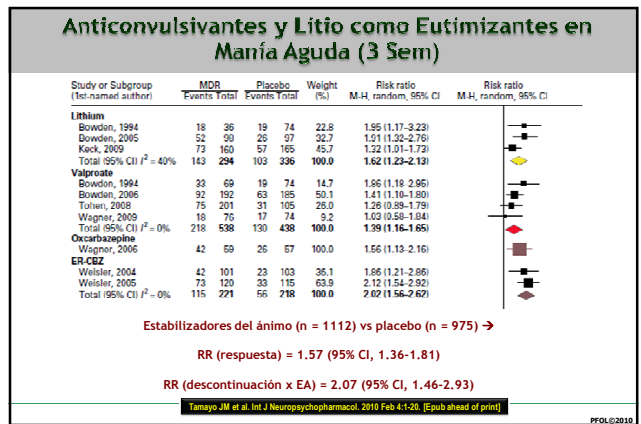 Anticonvulsivantes y Litio como Eutimizantes en
Manía Aguda (3 Sem)
Study or Subgroup MDR Placebo Weight Risk ratio Risk ratio
(1st-named author) Events Total Events Total (%) M-H, random, 95% CI M-H, random, 95% CI
Lithium
Bowden, 1994 18 36 19 74 22.8 1.95 (1.17–3.23)
Bowden, 2005 52 98 26 97 32.7 1.91 (1.32–2.76)
Keck, 2009 73 160 57 165 45.7 1.32 (1.01–1.73)
Total (95% CI) I² = 40% 143 294 103 336 100.0 1.62 (1.23–2.13)
Valproate
Bowdon, 1994 33 69 19 74 14.7 1.86 (1.18–2.95)
Bowden, 2006 92 192 63 185 50.1 1.41 (1.10–1.80)
Tohen, 2008 75 201 31 105 26.0 1.26 (0.89–1.79)
Wagner, 2009 18 76 17 74 9.2 1.03 (0.58–1.84)
Total (95% CI) I² = 0% 218 538 130 438 100.0 1.39 (1.16–1.65)
Oxcarbazepine
Wagner, 2006 42 59 26 57 100.0 1.56 (1.13–2.16)
ER-CBZ
Weisler, 2004 42 101 23 103 36.1 1.86 (1.21–2.86)
Weisler, 2005 73 120 33 115 63.9 2.12 (1.54–2.92)
Total (95% CI) I² = 0% 115 221 56 218 100.0 2.02 (1.56–2.62)
Estabilizadores del ánimo (n = 1112) vs placebo (n = 975) →
RR (respuesta) = 1.57 (95% CI, 1.36-1.81)
RR (descontinuación x EA) = 2.07 (95% CI, 1.46-2.93)
Tamayo JM et al. Int J Neuropsychopharmacol. 2010 Feb 4:1-20. [Epub ahead of print]
PFOL©2010